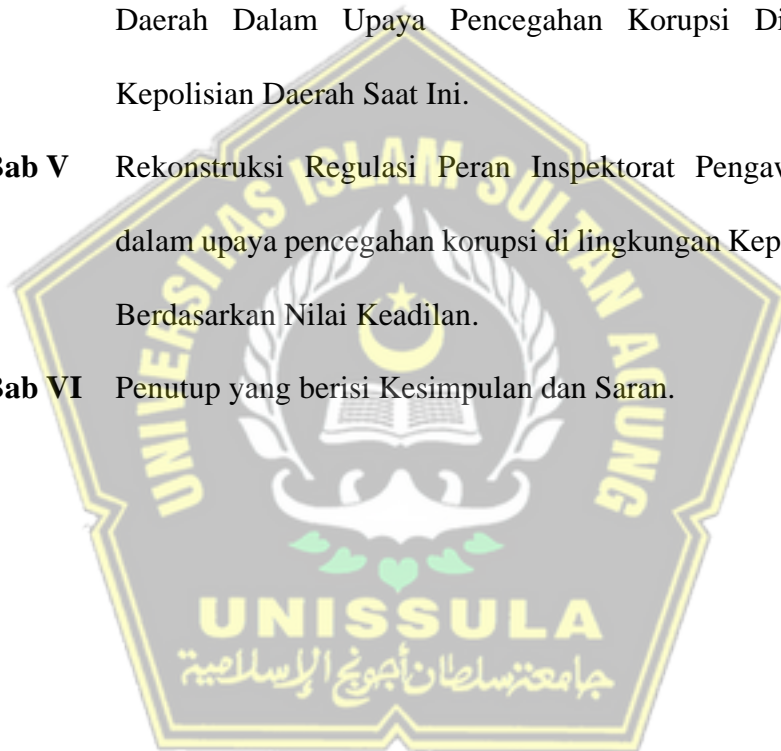 Daerah Dalam Upaya Pencegahan Korupsi Di
Kepolisian Daerah Saat Ini.
Bab V Rekonstruksi Regulasi Peran Inspektorat
dalam upaya pencegahan korupsi di lingkungan
Berdasarkan Nilai Keadilan.
Bab VI Penutup yang berisi Kesimpulan dan Saran.
UNIVERSITAS ISLAM SULTAN AGUNG
UNISSULA
جامعة سلطان أجونج الإسلامية